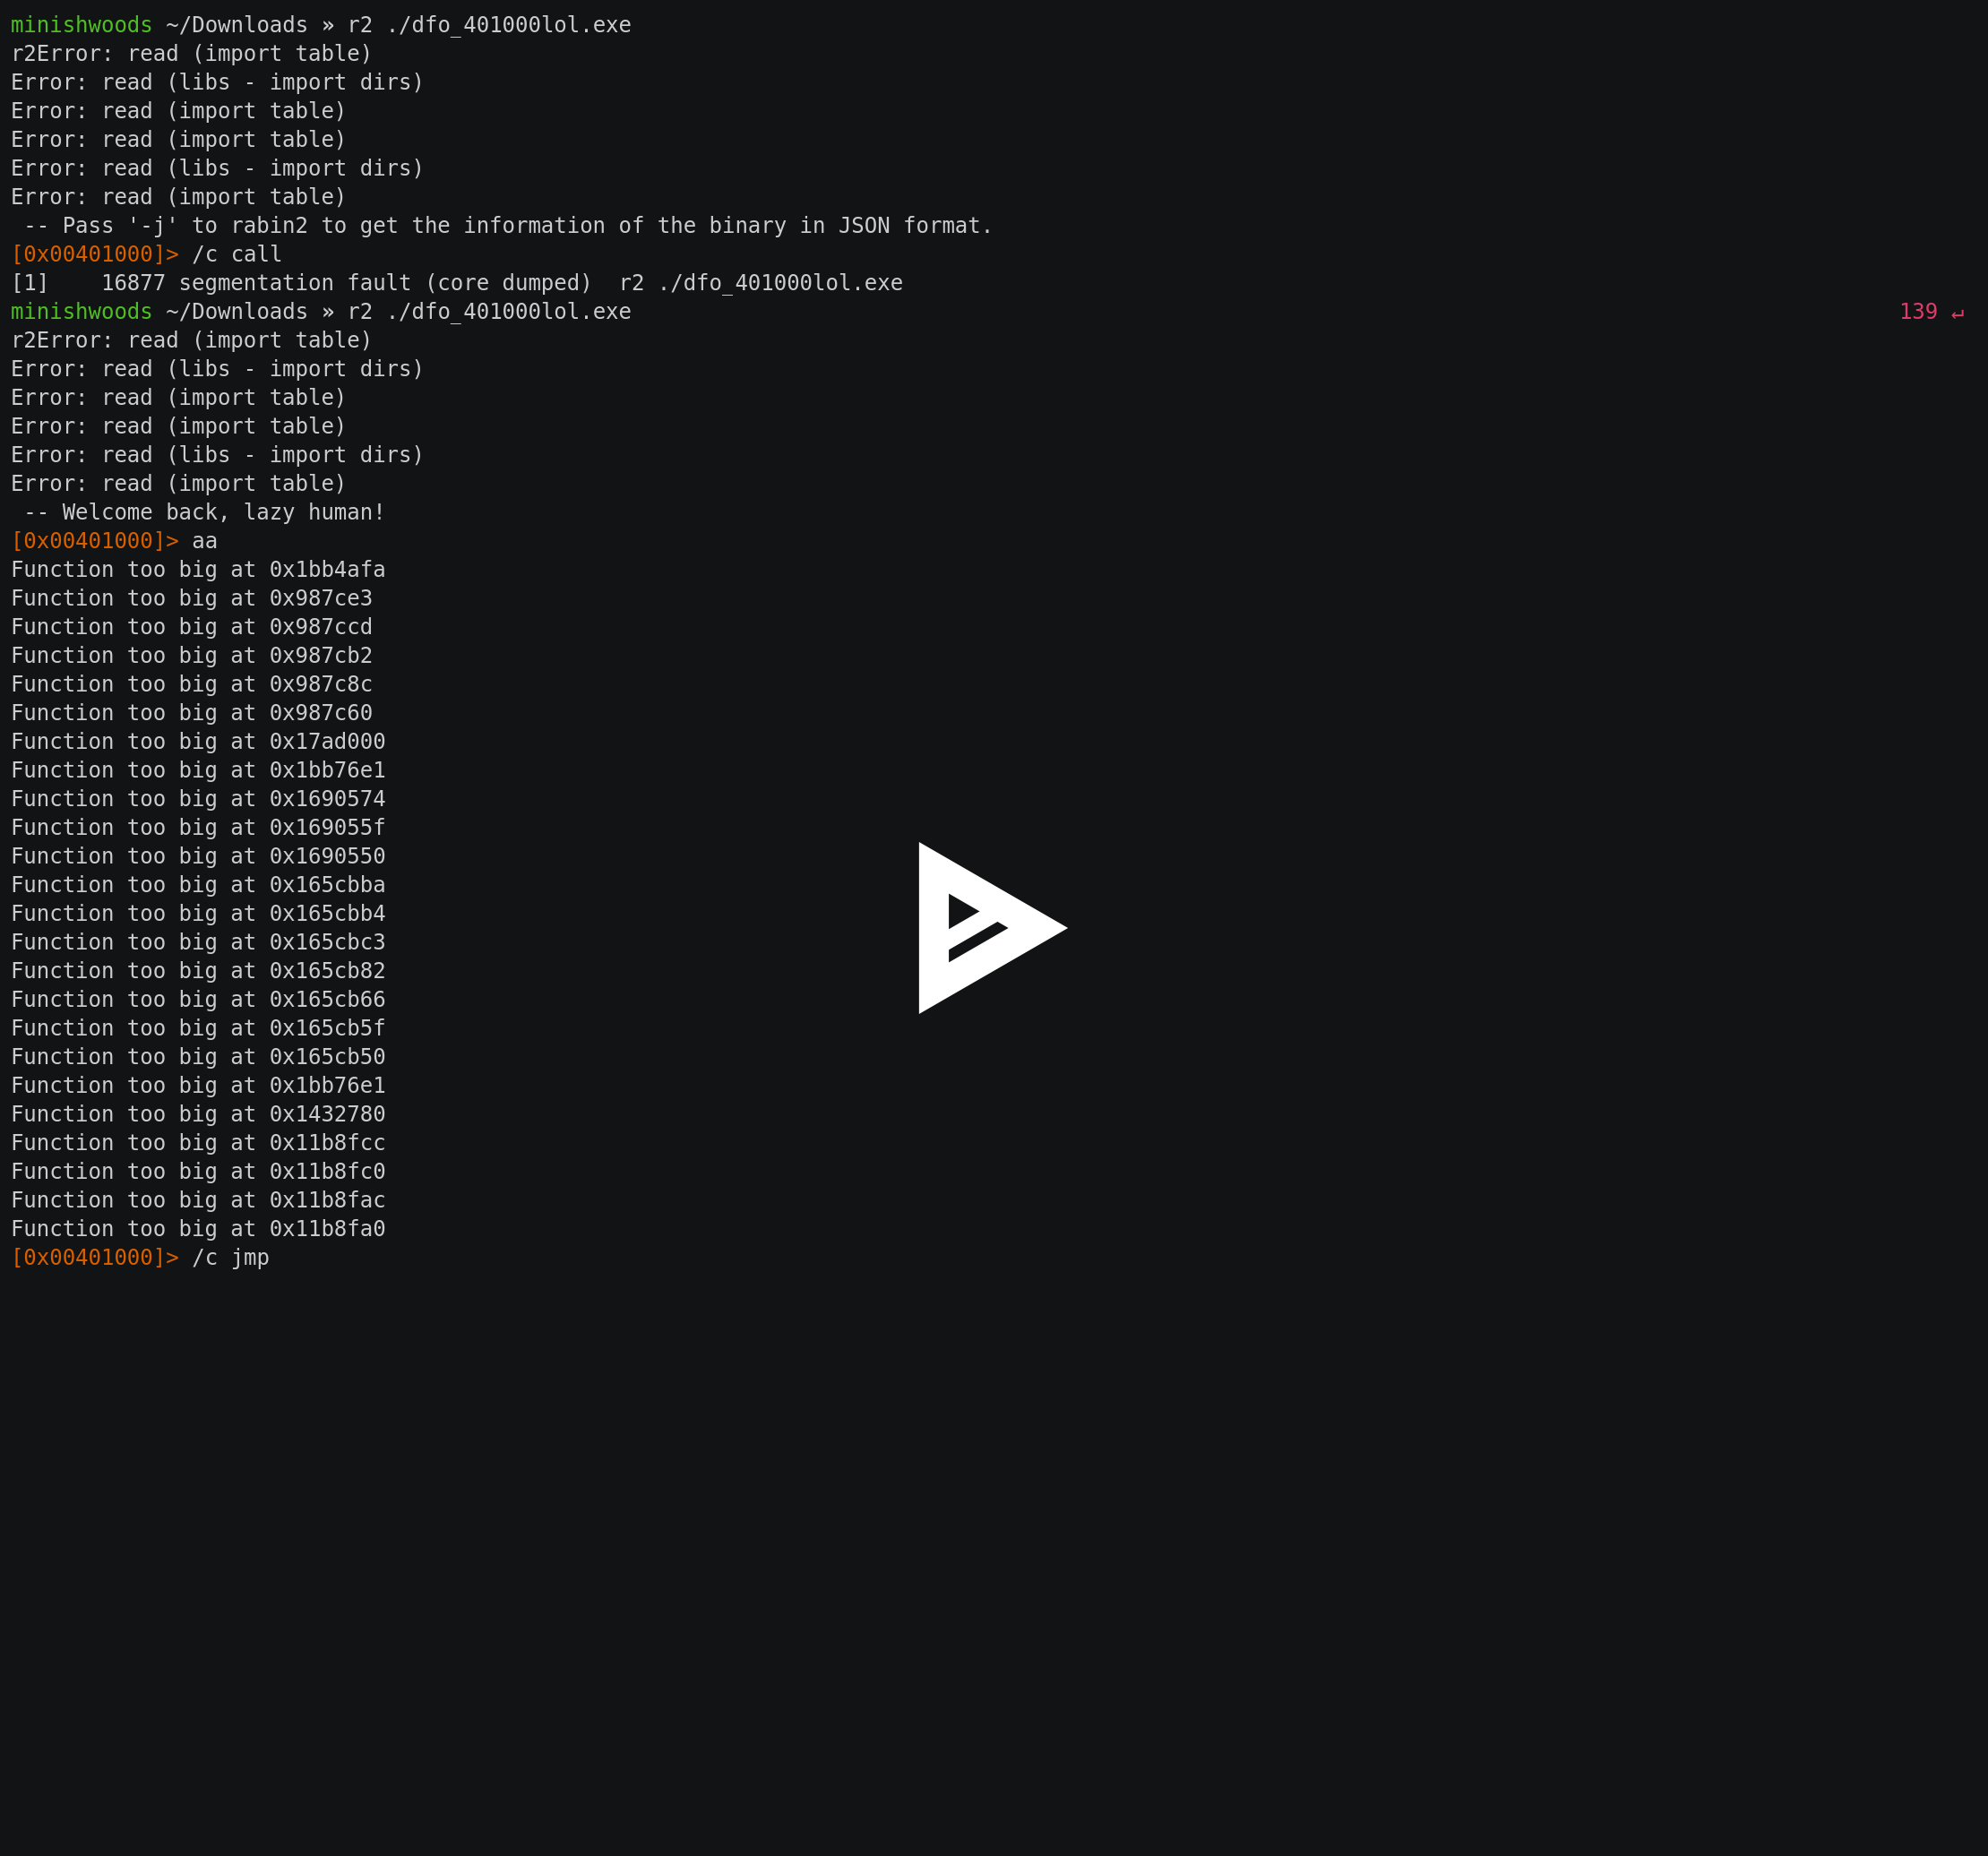 minishwoods ~/Downloads » r2 ./dfo_401000lol.exe
r2Error: read (import table)
Error: read (libs - import dirs)
Error: read (import table)
Error: read (import table)
Error: read (libs - import dirs)
Error: read (import table)
 -- Pass '-j' to rabin2 to get the information of the binary in JSON format.
[0x00401000]> /c call
[1]    16877 segmentation fault (core dumped)  r2 ./dfo_401000lol.exe
minishwoods ~/Downloads » r2 ./dfo_401000lol.exe 139 ↵
r2Error: read (import table)
Error: read (libs - import dirs)
Error: read (import table)
Error: read (import table)
Error: read (libs - import dirs)
Error: read (import table)
 -- Welcome back, lazy human!
[0x00401000]> aa
Function too big at 0x1bb4afa
Function too big at 0x987ce3
Function too big at 0x987ccd
Function too big at 0x987cb2
Function too big at 0x987c8c
Function too big at 0x987c60
Function too big at 0x17ad000
Function too big at 0x1bb76e1
Function too big at 0x1690574
Function too big at 0x169055f
Function too big at 0x1690550
Function too big at 0x165cbba
Function too big at 0x165cbb4
Function too big at 0x165cbc3
Function too big at 0x165cb82
Function too big at 0x165cb66
Function too big at 0x165cb5f
Function too big at 0x165cb50
Function too big at 0x1bb76e1
Function too big at 0x1432780
Function too big at 0x11b8fcc
Function too big at 0x11b8fc0
Function too big at 0x11b8fac
Function too big at 0x11b8fa0
[0x00401000]> /c jmp